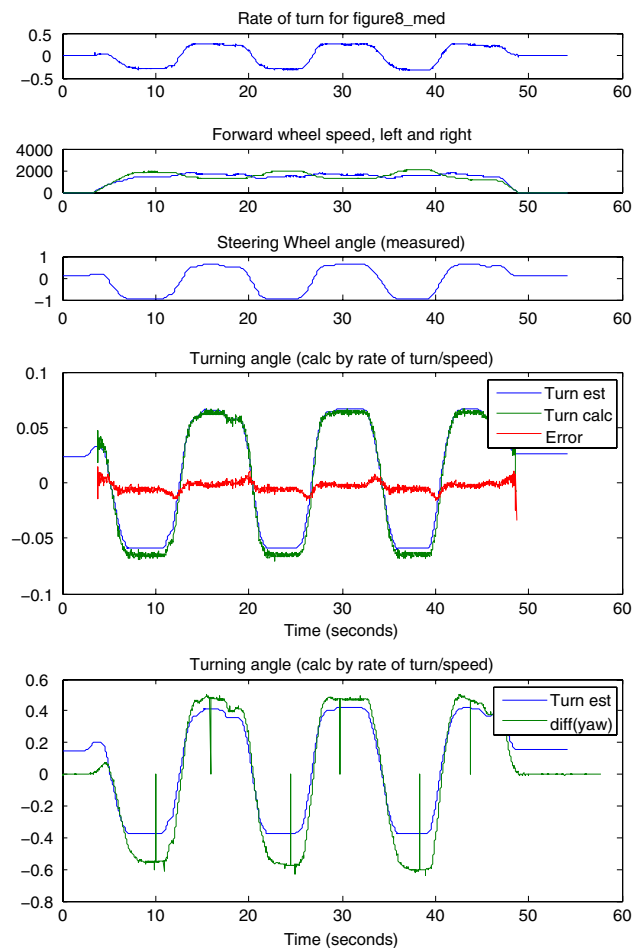 Rate of turn for figure8_med
0.5
0
−0.5
0 10 20 30 40 50 60
Forward wheel speed, left and right
4000
2000
0
0 10 20 30 40 50 60
Steering Wheel angle (measured)
1
0
−1
0 10 20 30 40 50 60
Turning angle (calc by rate of turn/speed)
0.1
0.05
0
−0.05
−0.1
Turn est
Turn calc
Error
0 10 20 30 40 50 60
Time (seconds)
Turning angle (calc by rate of turn/speed)
0.6
0.4
0.2
0
−0.2
−0.4
−0.6
−0.8
Turn est
diff(yaw)
0 10 20 30 40 50 60
Time (seconds)